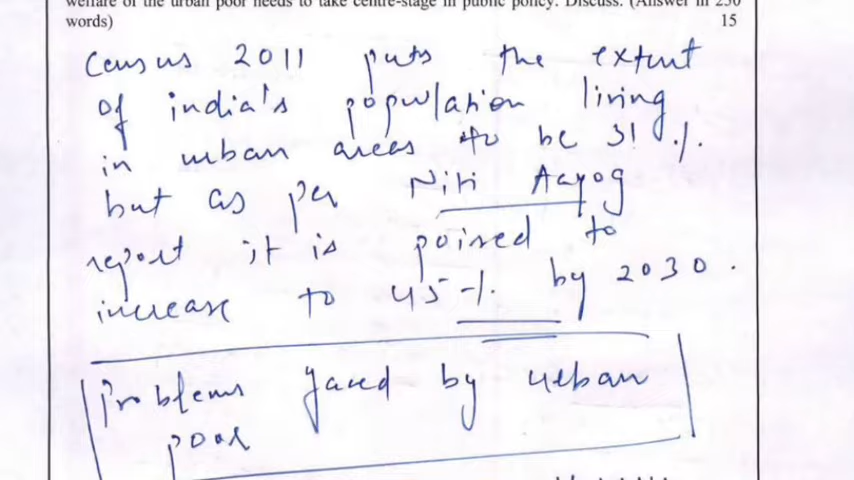 welfare of the urban poor needs to take centre-stage in public policy. Discuss. (Answer in 250
words) 15
Census 2011 puts the extent
of india's population living
in urban areas to be 31 %.
but as per Niti Aayog
report it is poised to
increase to 45 %. by 2030.
Problems faced by urban
poor